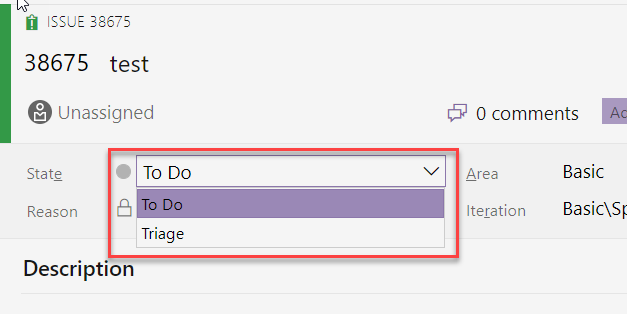 ISSUE 38675
38675 test
Unassigned
0 comments
State
To Do
Area
Basic
To Do
Reason
Iteration
Basic\Sp
Triage
Description